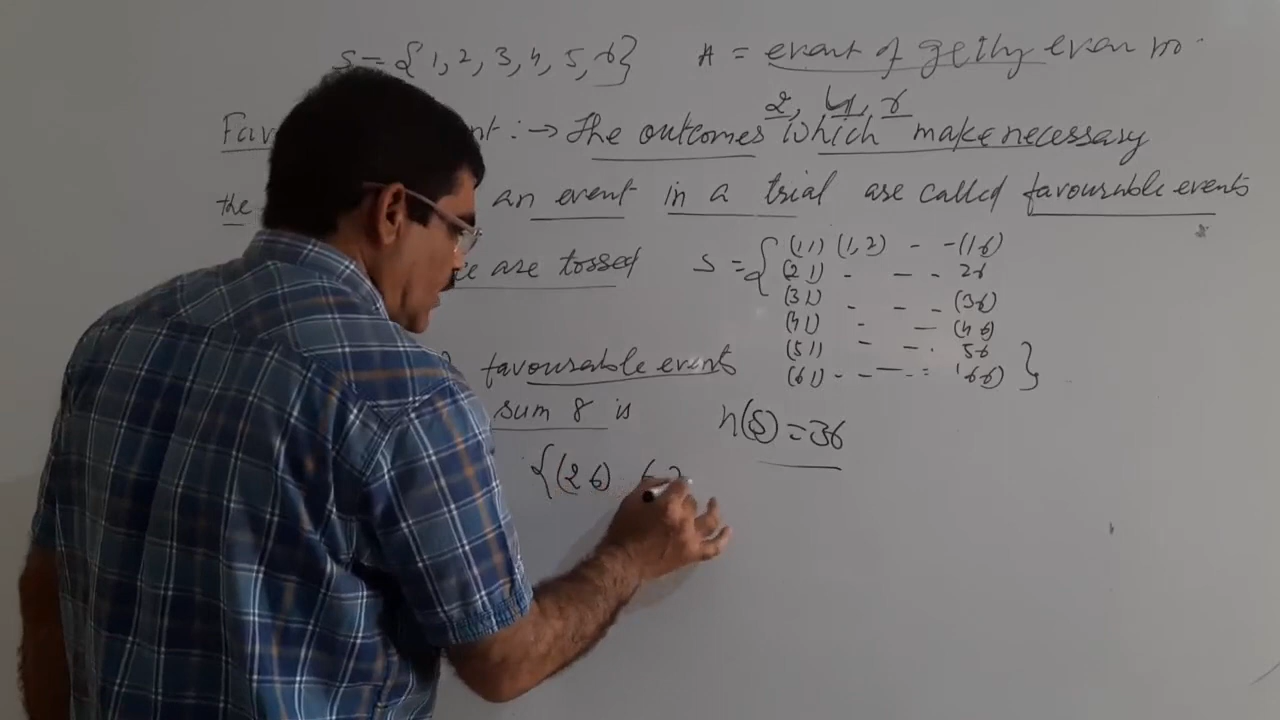 S = {1, 2, 3, 4, 5, 6} A = event of getting even no.
2, 4, 6
Fav nt :→ The outcomes which make necessary
the an event in a trial are called favourable events
ce are tossed S = { (1 1) (1, 2) - - (1 6)
(2 1) - - - 2 6
(3 1) - - - (3 6)
(4 1) - - (4 6)
(5 1) - - . 5 6
(6 1) - - - - = (6 6) }
favourable events
sum 8 is n(S) = 36
{(2 6)